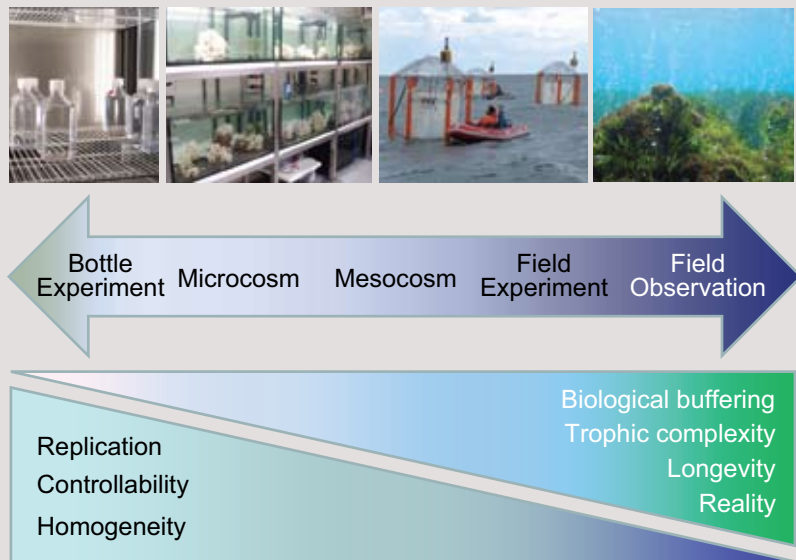 Bottle
Experiment
Microcosm
Mesocosm
Field
Experiment
Field
Observation
Biological buffering
Trophic complexity
Longevity
Reality
Replication
Controllability
Homogeneity